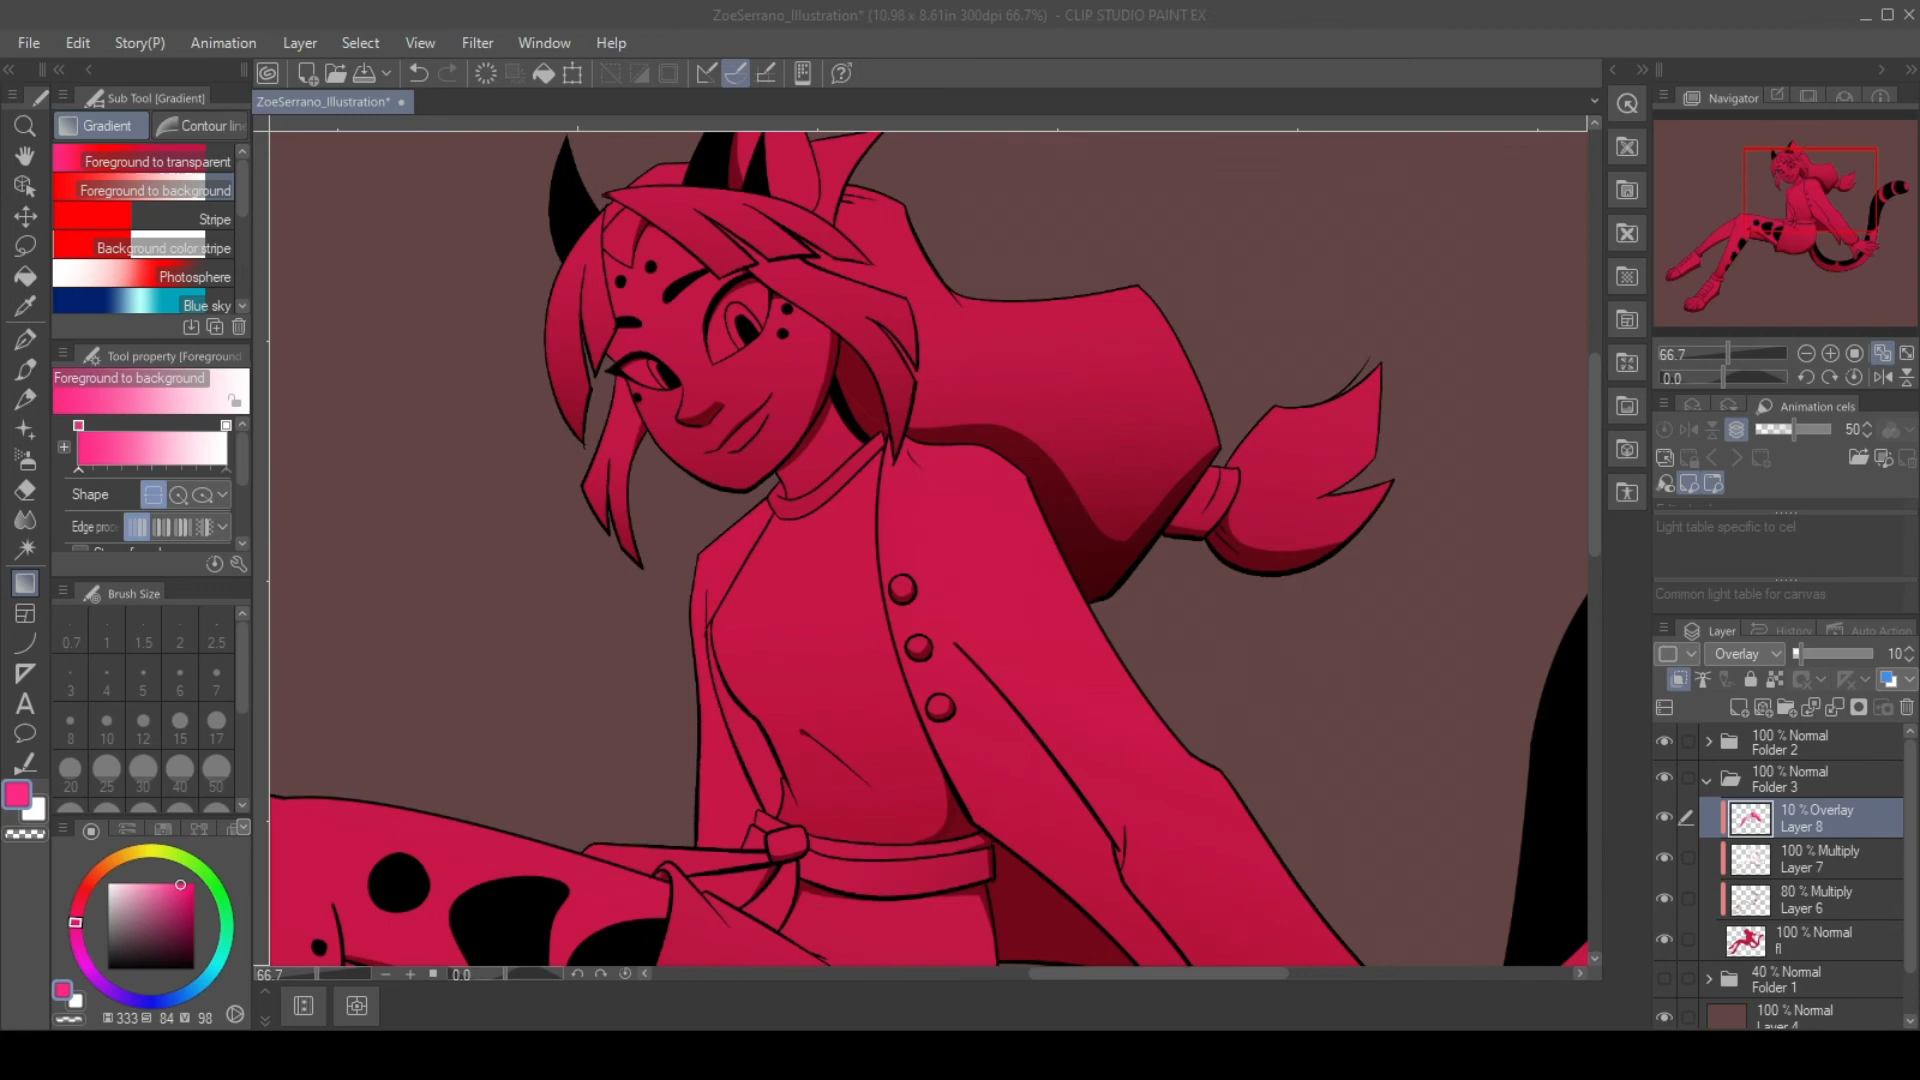 ZoeSerrano_Illustration* (10.98 x 8.61in 300dpi 66.7%) - CLIP STUDIO PAINT EX
File Edit Story(P) Animation Layer Select View Filter Window Help
Sub Tool [Gradient]
ZoeSerrano_Illustration*
Navigator
Gradient
Contour line
Foreground to transparent
Foreground to background
Stripe
Background color stripe
Photosphere
Blue sky
Tool property [Foreground
Foreground to background
Shape
Edge proc
66.7
0.0
Animation cels
50
Light table specific to cel
Common light table for canvas
Brush Size
0.7 1 1.5 2 2.5
3 4 5 6 7
8 10 12 15 17
20 25 30 40 50
Layer History Auto Action
Overlay 10
100 % Normal
Folder 2
100 % Normal
Folder 3
10 % Overlay
Layer 8
100 % Multiply
Layer 7
80 % Multiply
Layer 6
100 % Normal
fl
40 % Normal
Folder 1
100 % Normal
Layer 4
66.7 0.0
H 333 S 84 V 98